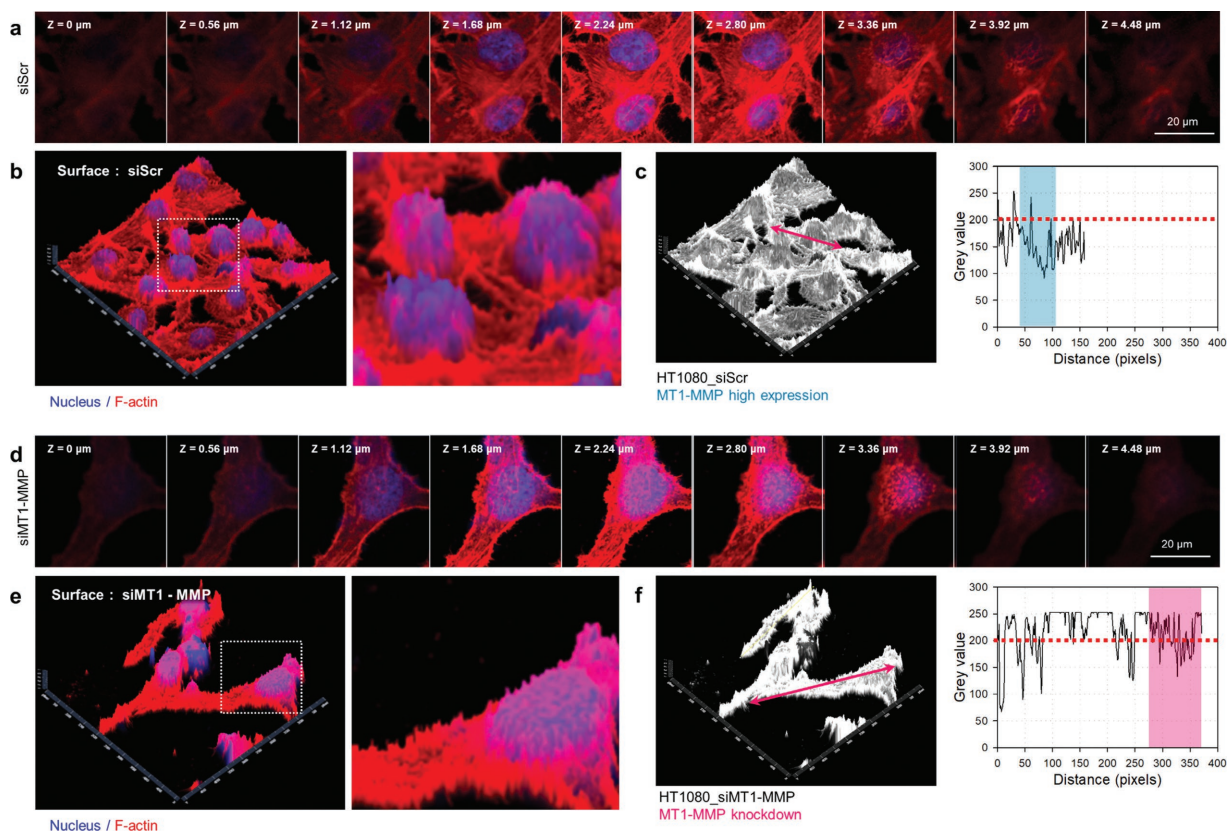 a
siScr
Z = 0 µm
Z = 0.56 µm
Z = 1.12 µm
Z = 1.68 µm
Z = 2.24 µm
Z = 2.80 µm
Z = 3.36 µm
Z = 3.92 µm
Z = 4.48 µm
20 µm
b
Surface : siScr
Nucleus / F-actin
c
HT1080_siScr
MT1-MMP high expression
Grey value
300
250
200
150
100
50
0
0 50 100 150 200 250 300 350 400
Distance (pixels)
d
siMT1-MMP
Z = 0 µm
Z = 0.56 µm
Z = 1.12 µm
Z = 1.68 µm
Z = 2.24 µm
Z = 2.80 µm
Z = 3.36 µm
Z = 3.92 µm
Z = 4.48 µm
20 µm
e
Surface : siMT1 - MMP
Nucleus / F-actin
f
HT1080_siMT1-MMP
MT1-MMP knockdown
Grey value
300
250
200
150
100
50
0
0 50 100 150 200 250 300 350 400
Distance (pixels)